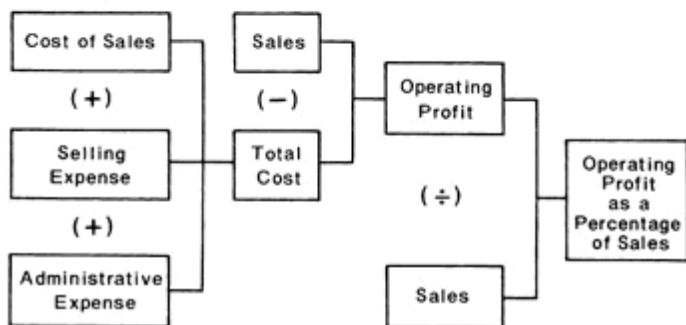 Cost of Sales
(+)
Selling
Expense
(+)
Administrative
Expense
Sales
(−)
Total
Cost
Operating
Profit
(÷)
Sales
Operating
Profit
as a
Percentage
of Sales